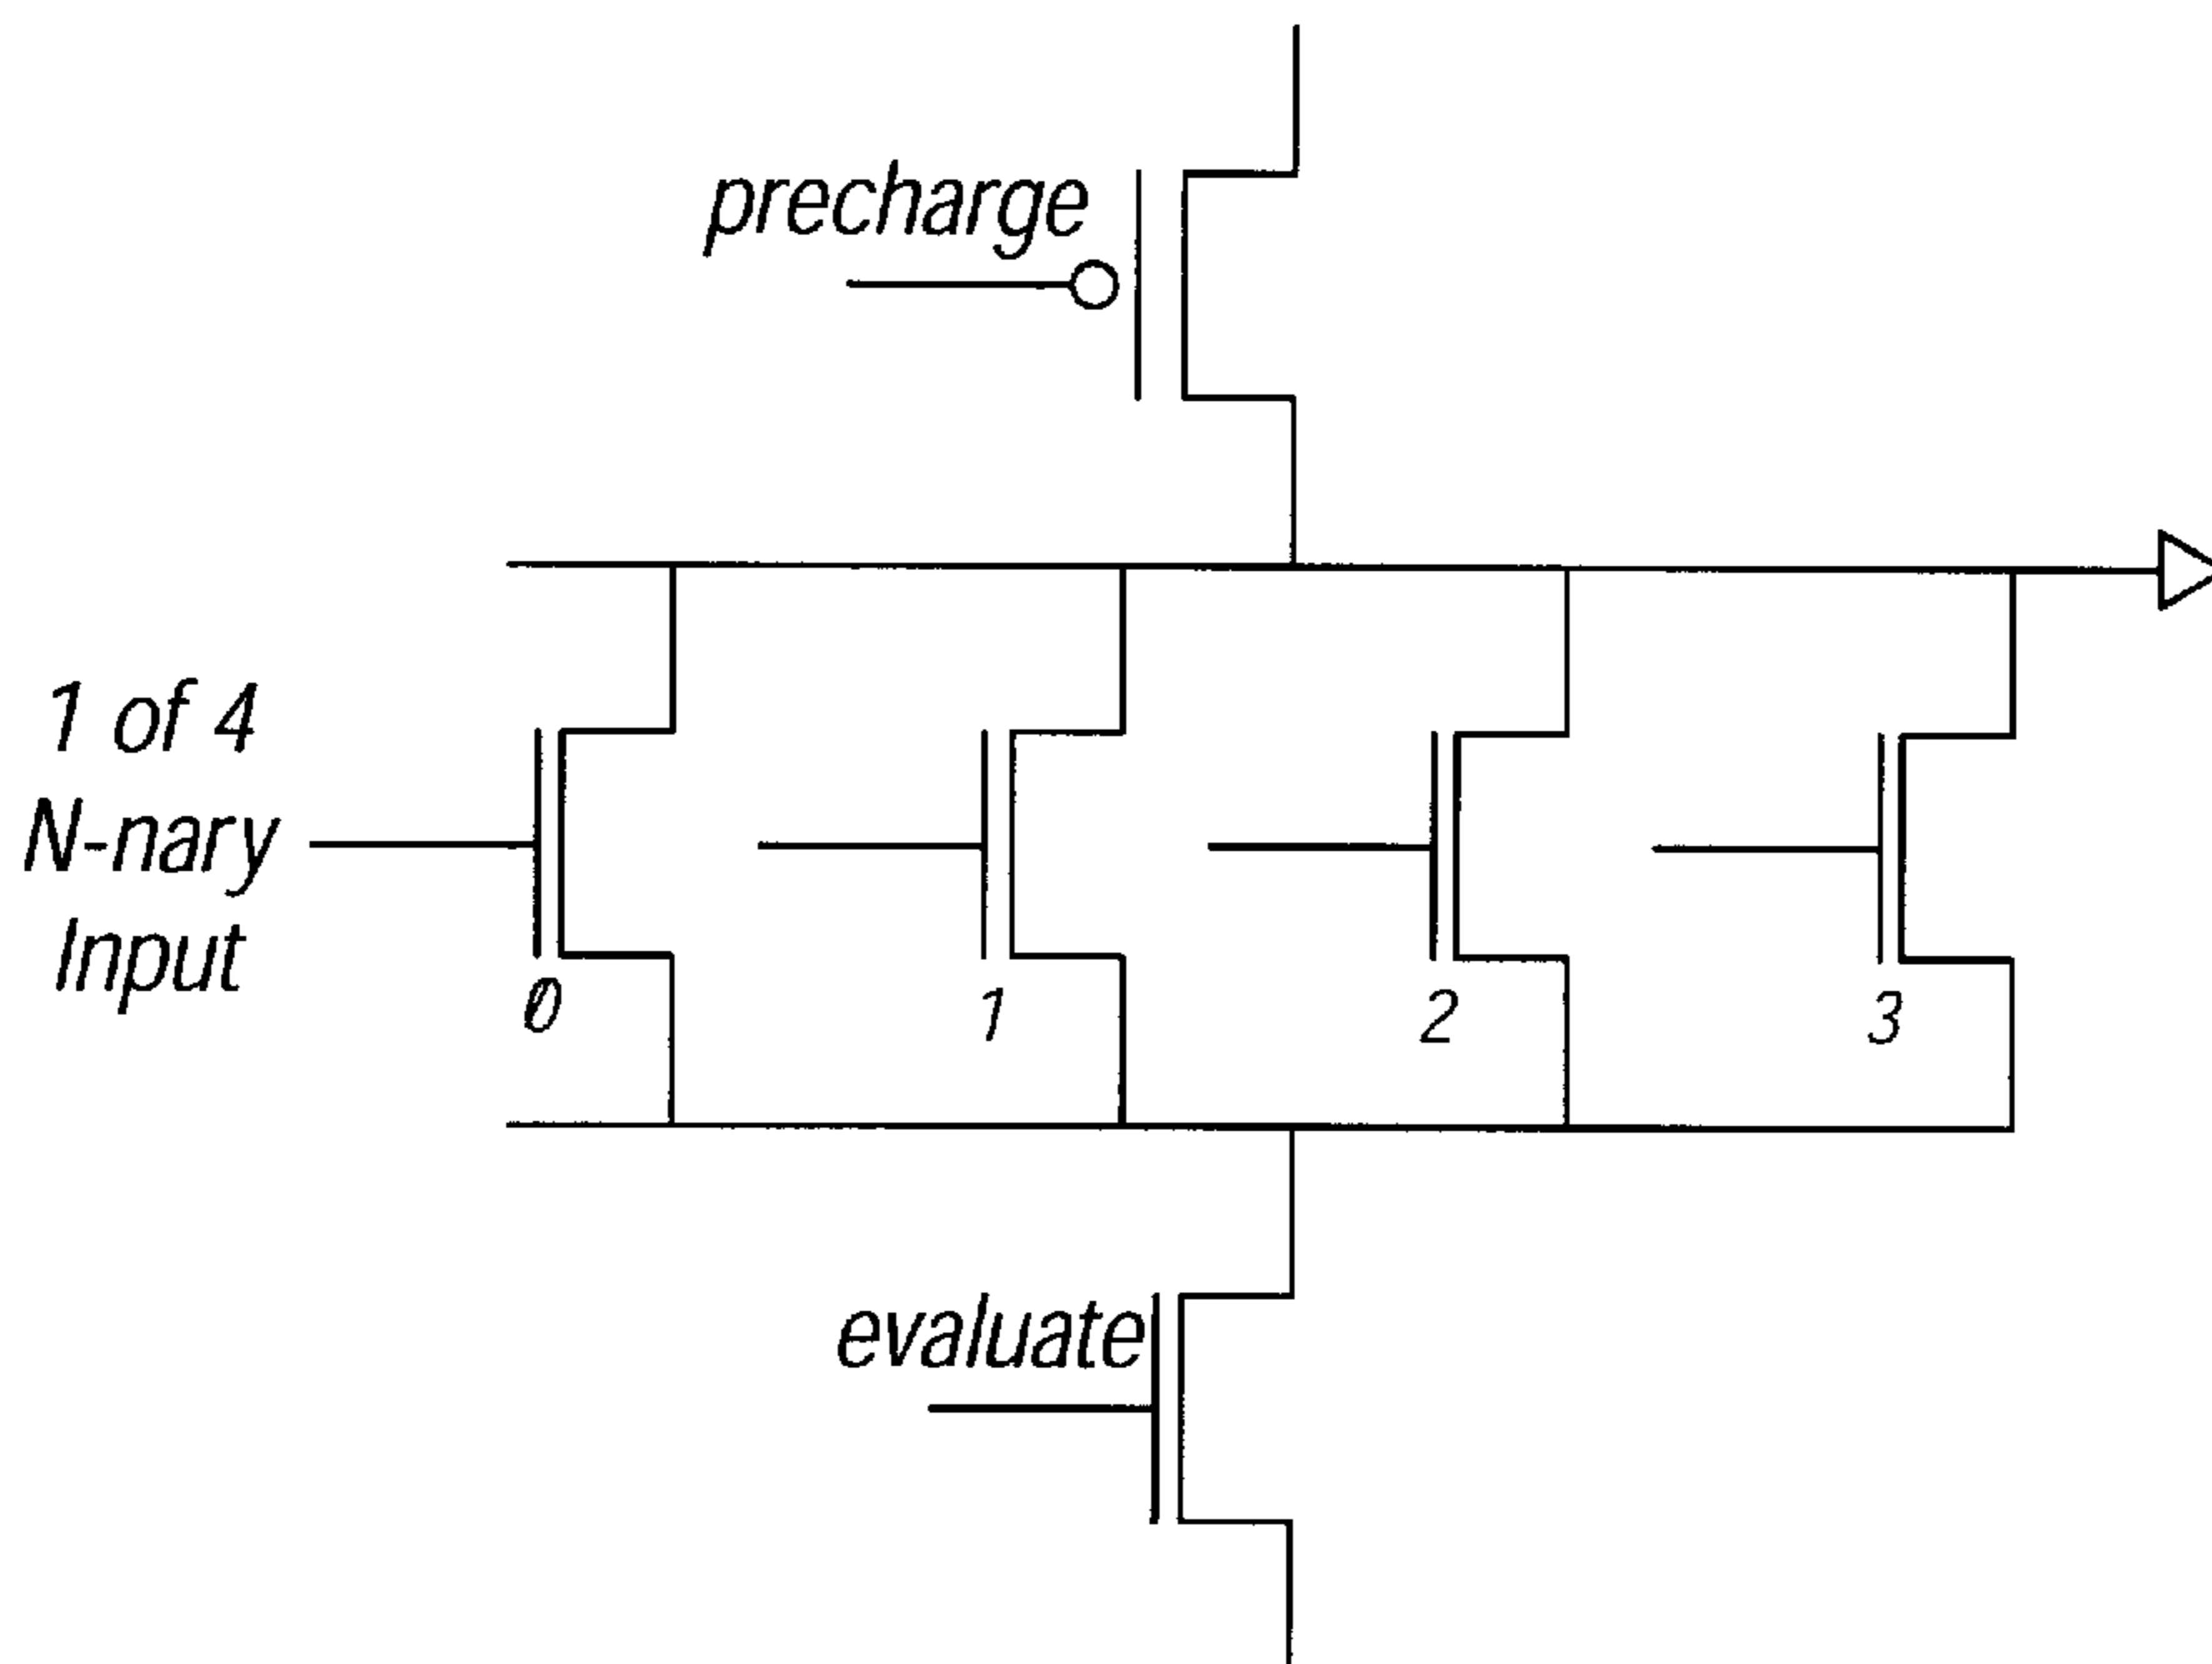 precharge
1 of 4
N-nary
Input
0
1
2
3
evaluate